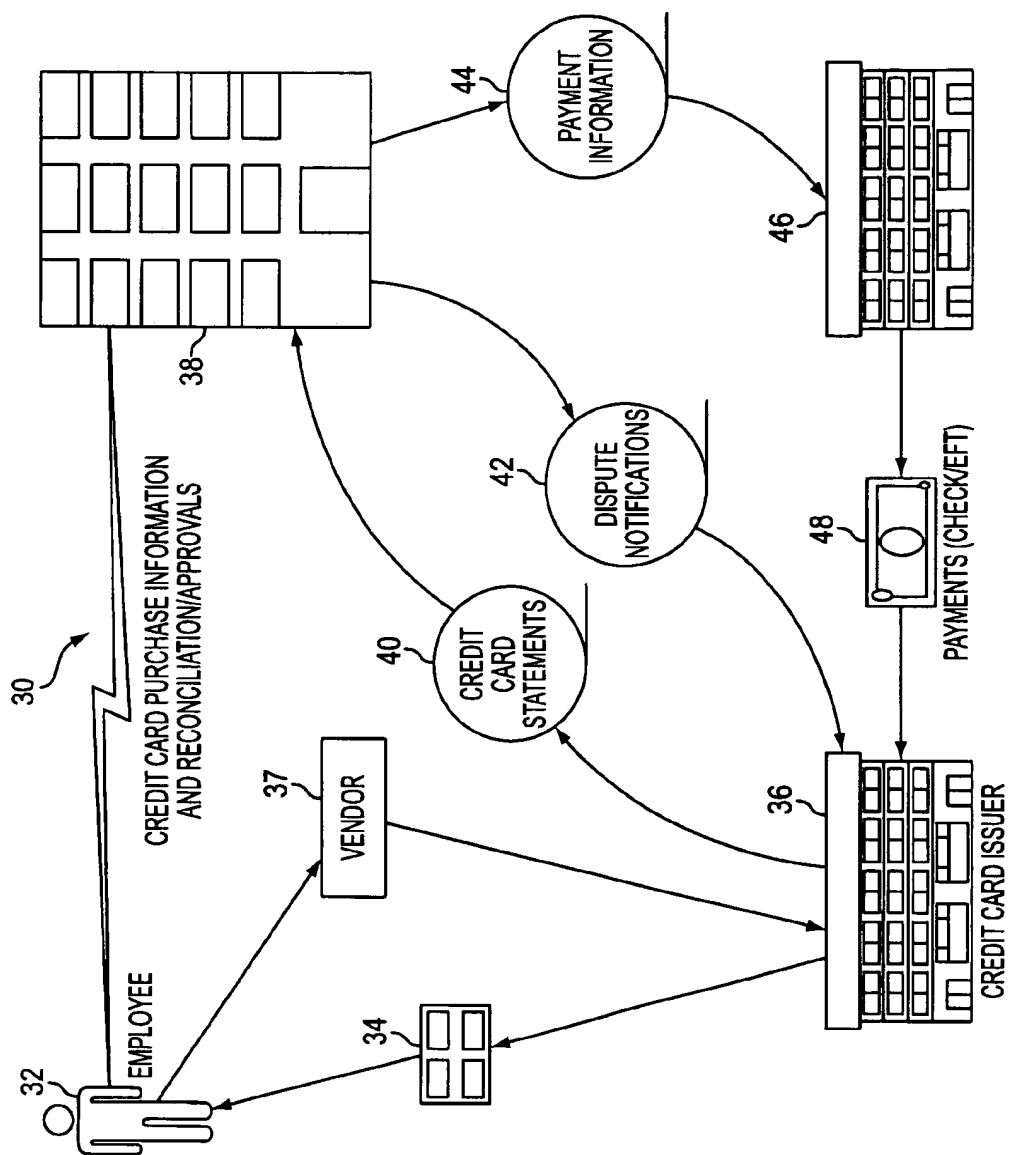 30
CREDIT CARD PURCHASE INFORMATION
AND RECONCILIATION/APPROVALS
32
EMPLOYEE
38
37
VENDOR
34
40
CREDIT
CARD
STATEMENTS
42
DISPUTE
NOTIFICATIONS
44
PAYMENT
INFORMATION
36
CREDIT CARD ISSUER
48
PAYMENTS (CHECK/EFT)
46